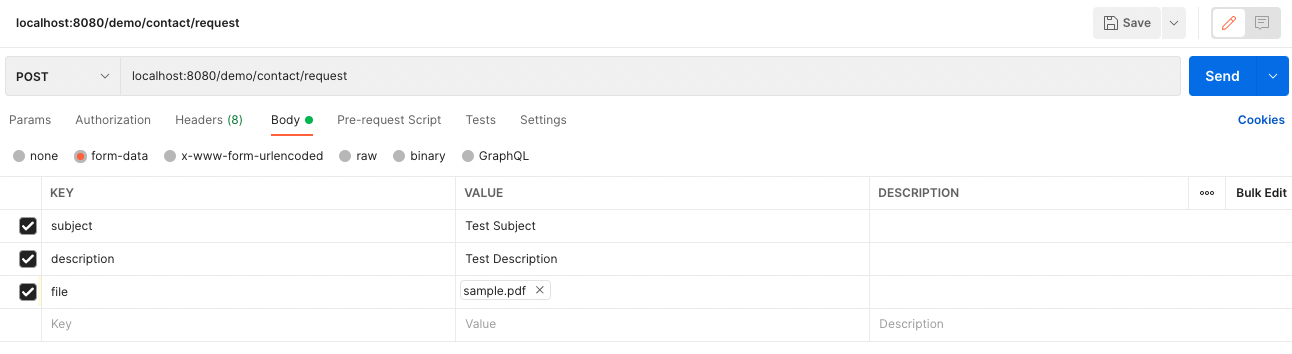 localhost:8080/demo/contact/request Save
POST localhost:8080/demo/contact/request Send
Params Authorization Headers (8) Body Pre-request Script Tests Settings Cookies
none form-data x-www-form-urlencoded raw binary GraphQL
KEY VALUE DESCRIPTION ooo Bulk Edit
subject Test Subject
description Test Description
file sample.pdf ×
Key Value Description